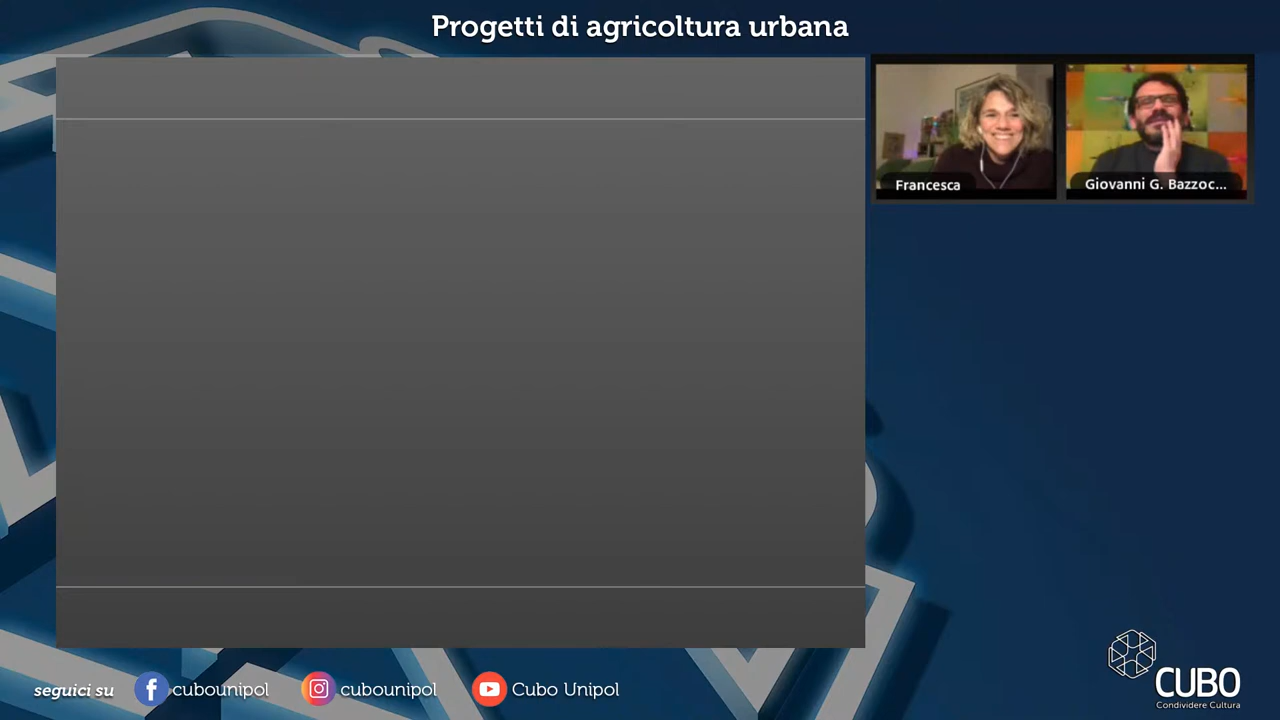 Progetti di agricoltura urbana
Francesca
Giovanni G. Bazzoc...
seguici su
cubounipol
cubounipol
Cubo Unipol
CUBO
Condividere Cultura